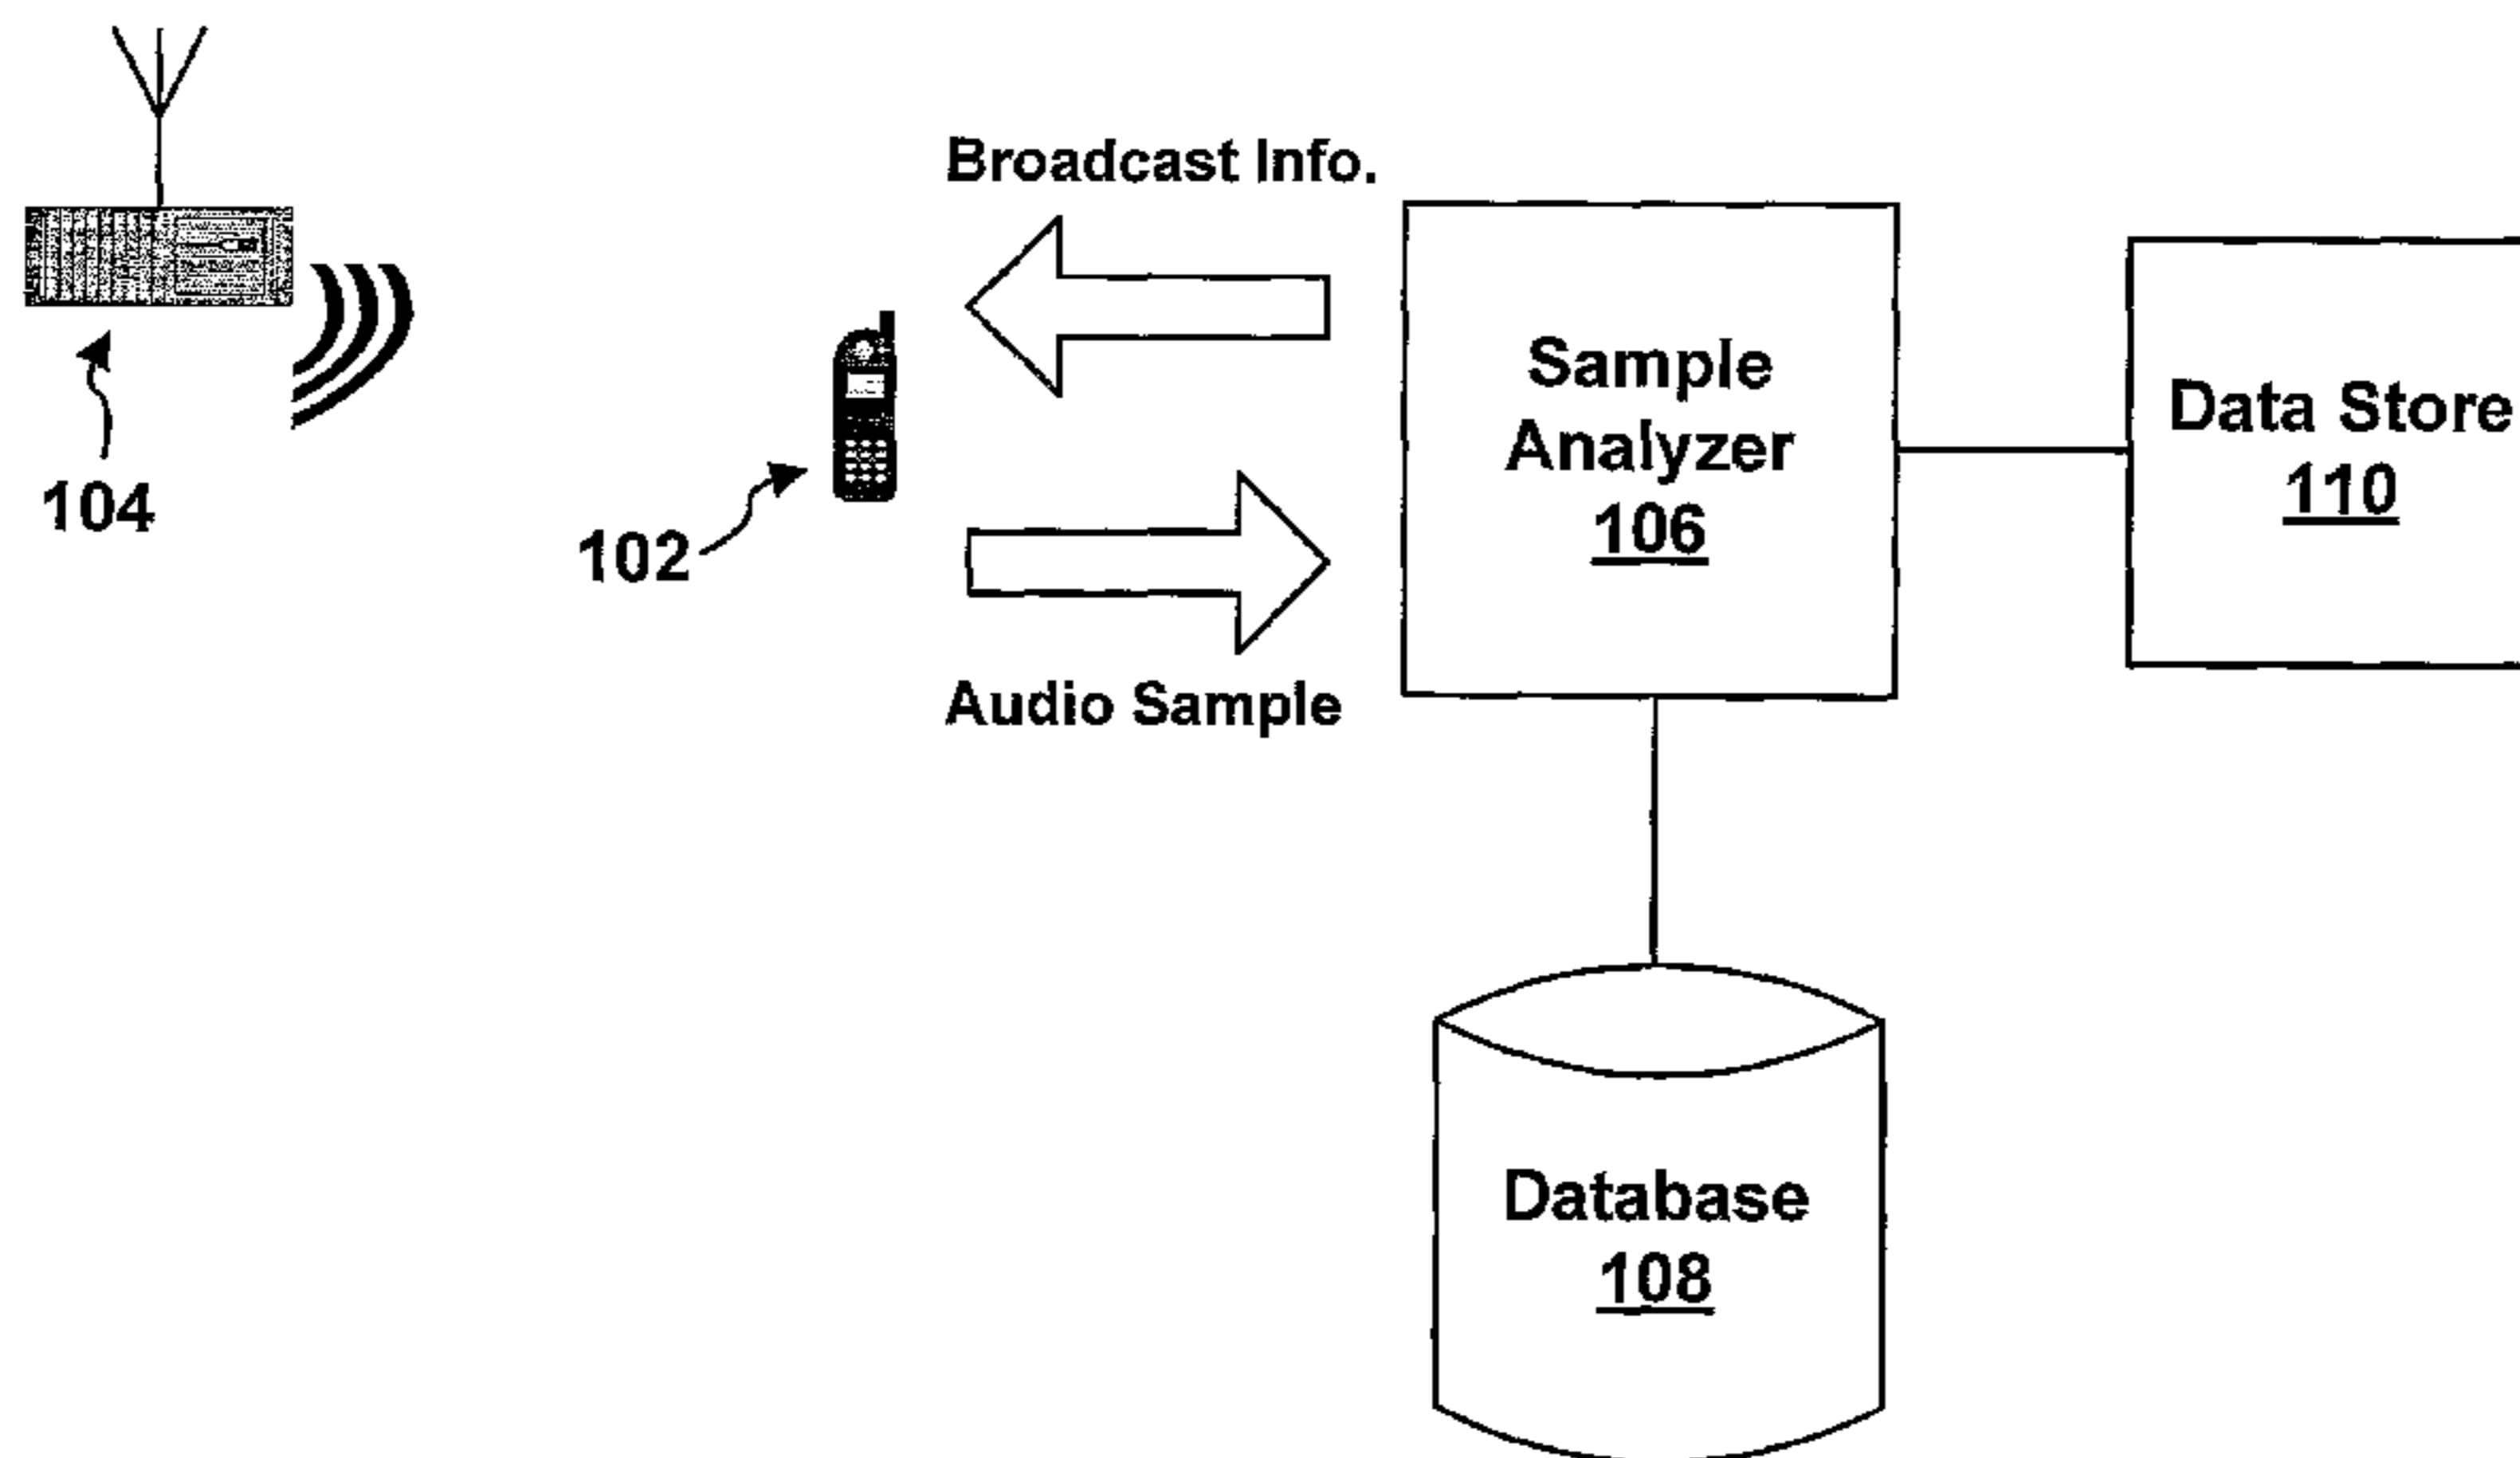 Broadcast Info.
104
102
Audio Sample
Sample
Analyzer
106
Data Store
110
Database
108